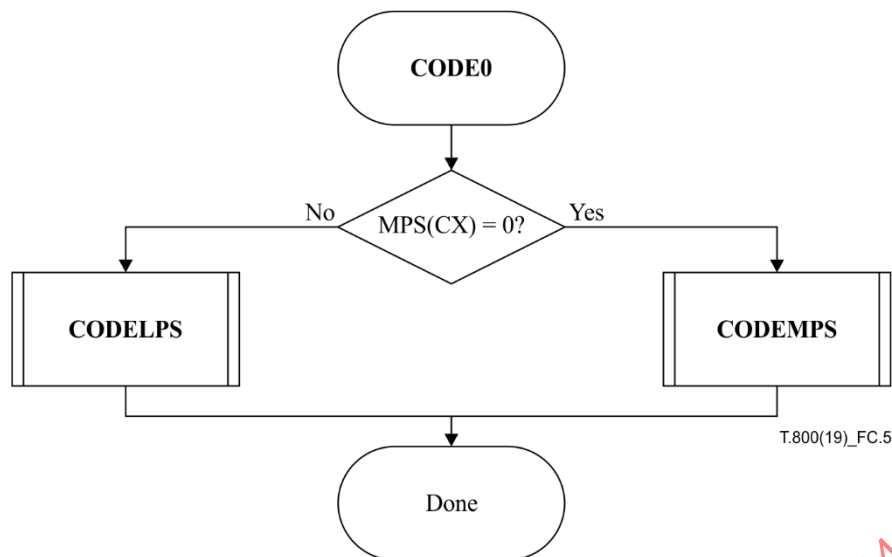 CODE0
No
MPS(CX) = 0?
Yes
CODELPS
CODEMPS
T.800(19)_FC.5
Done